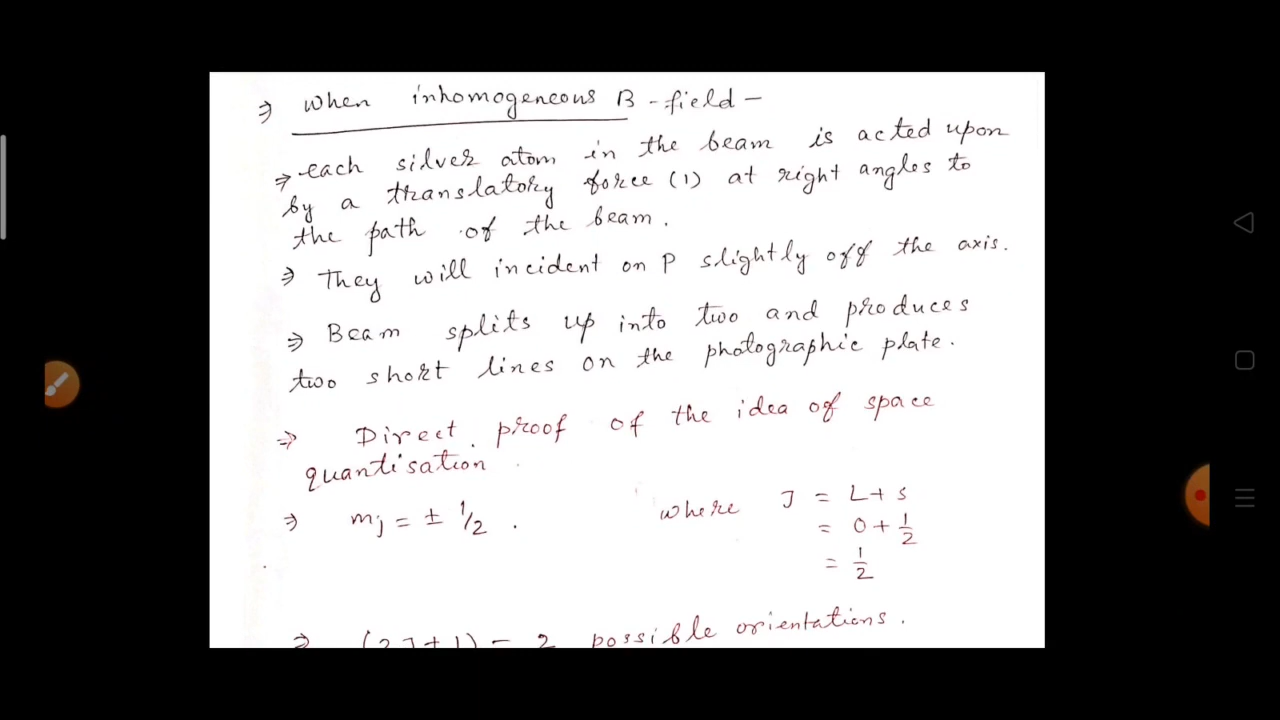 ⇒ When inhomogeneous B-field -
⇒ each silver atom in the beam is acted upon
by a translatory force (1) at right angles to
the path of the beam.
⇒ They will incident on P slightly off the axis.
⇒ Beam splits up into two and produces
two short lines on the photographic plate.
⇒ Direct proof of the idea of space
quantisation
⇒ mj = ± 1/2 . where J = L + s
= 0 + 1/2
= 1/2
⇒ (2J+1) = 2 possible orientations.